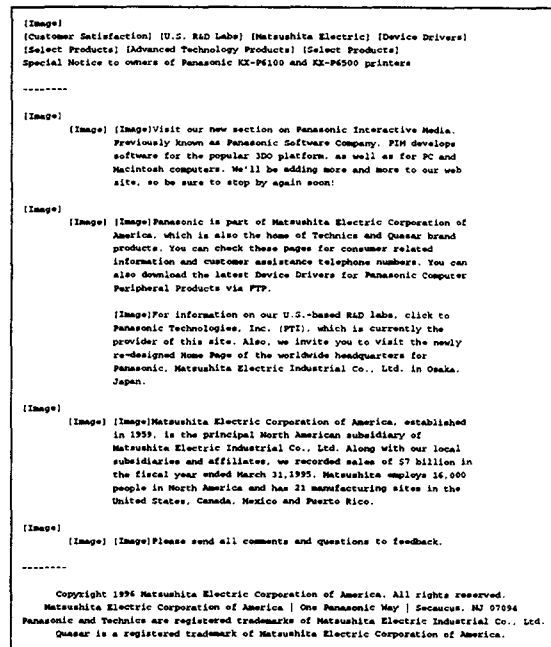 [Image]
[Customer Satisfaction] [U.S. R&D Labs] [Matsushita Electric] [Device Drivers]
[Select Products] [Advanced Technology Products] [Select Products]
Special Notice to owners of Panasonic KX-P6100 and KX-P6500 printers
--------
[Image]
[Image] [Image]Visit our new section on Panasonic Interactive Media.
Previously known as Panasonic Software Company, PIM develops
software for the popular 3DO platform, as well as for PC and
Macintosh computers. We'll be adding more and more to our web
site, so be sure to stop by again soon!
[Image]
[Image] [Image]Panasonic is part of Matsushita Electric Corporation of
America, which is also the home of Technics and Quasar brand
products. You can check these pages for consumer related
information and customer assistance telephone numbers. You can
also download the latest Device Drivers for Panasonic Computer
Peripheral Products via FTP.
[Image]For information on our U.S.-based R&D labs, click to
Panasonic Technologies, Inc. (PTI), which is currently the
provider of this site. Also, we invite you to visit the newly
re-designed Home Page of the worldwide headquarters for
Panasonic, Matsushita Electric Industrial Co., Ltd. in Osaka,
Japan.
[Image]
[Image] [Image]Matsushita Electric Corporation of America, established
in 1959, is the principal North American subsidiary of
Matsushita Electric Industrial Co., Ltd. Along with our local
subsidiaries and affiliates, we recorded sales of $7 billion in
the fiscal year ended March 31,1995. Matsushita employs 16,000
people in North America and has 21 manufacturing sites in the
United States, Canada, Mexico and Puerto Rico.
[Image]
[Image] [Image]Please send all comments and questions to feedback.
--------
Copyright 1996 Matsushita Electric Corporation of America. All rights reserved.
Matsushita Electric Corporation of America | One Panasonic Way | Secaucus, NJ 07094
Panasonic and Technics are registered trademarks of Matsushita Electric Industrial Co., Ltd.
Quasar is a registered trademark of Matsushita Electric Corporation of America.